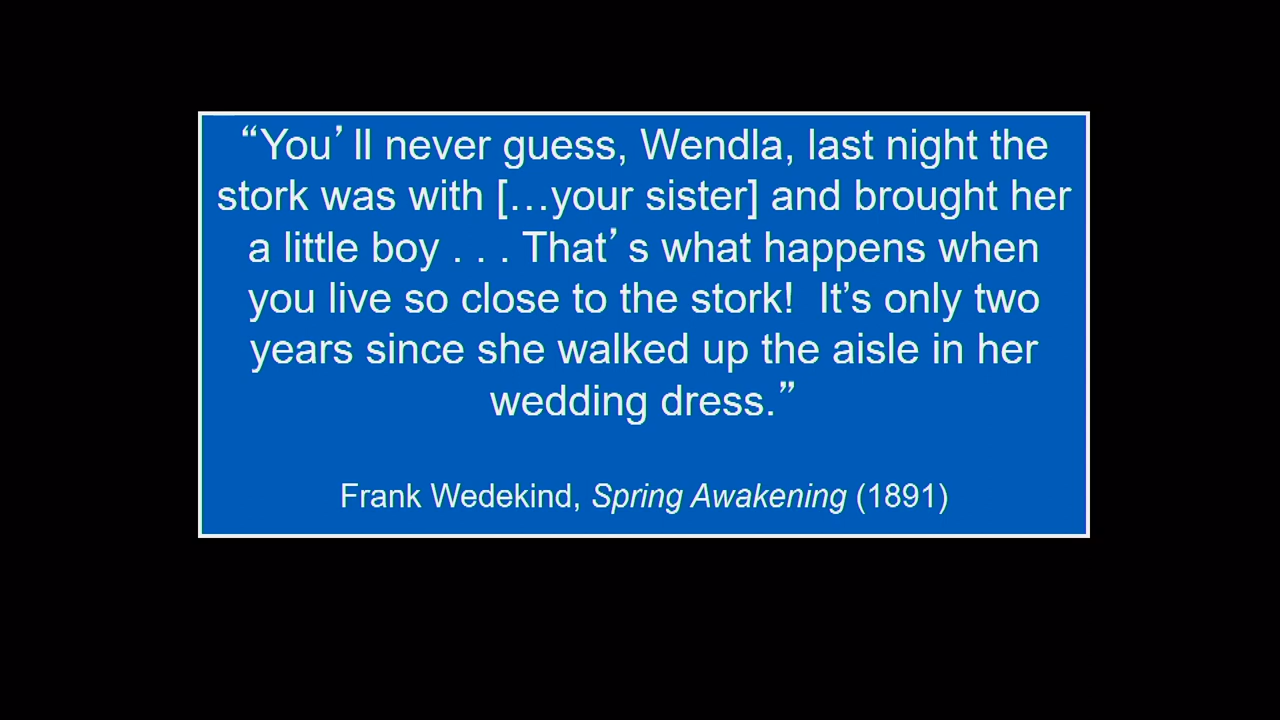 “You’ll never guess, Wendla, last night the
stork was with […your sister] and brought her
a little boy . . . That’s what happens when
you live so close to the stork!  It’s only two
years since she walked up the aisle in her
wedding dress.”
Frank Wedekind, Spring Awakening (1891)